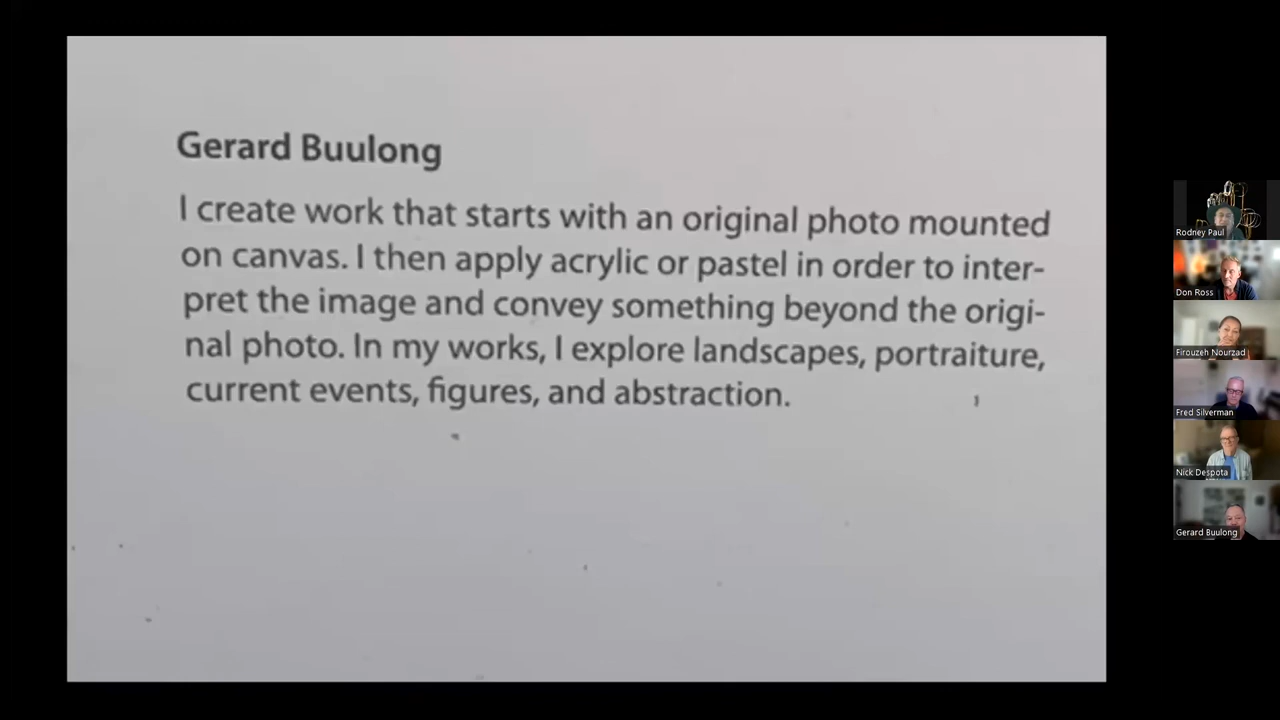 Gerard Buulong
I create work that starts with an original photo mounted
on canvas. I then apply acrylic or pastel in order to inter-
pret the image and convey something beyond the origi-
nal photo. In my works, I explore landscapes, portraiture,
current events, figures, and abstraction.
Rodney Paul
Don Ross
Firouzeh Nourzad
Fred Silverman
Nick Despota
Gerard Buulong